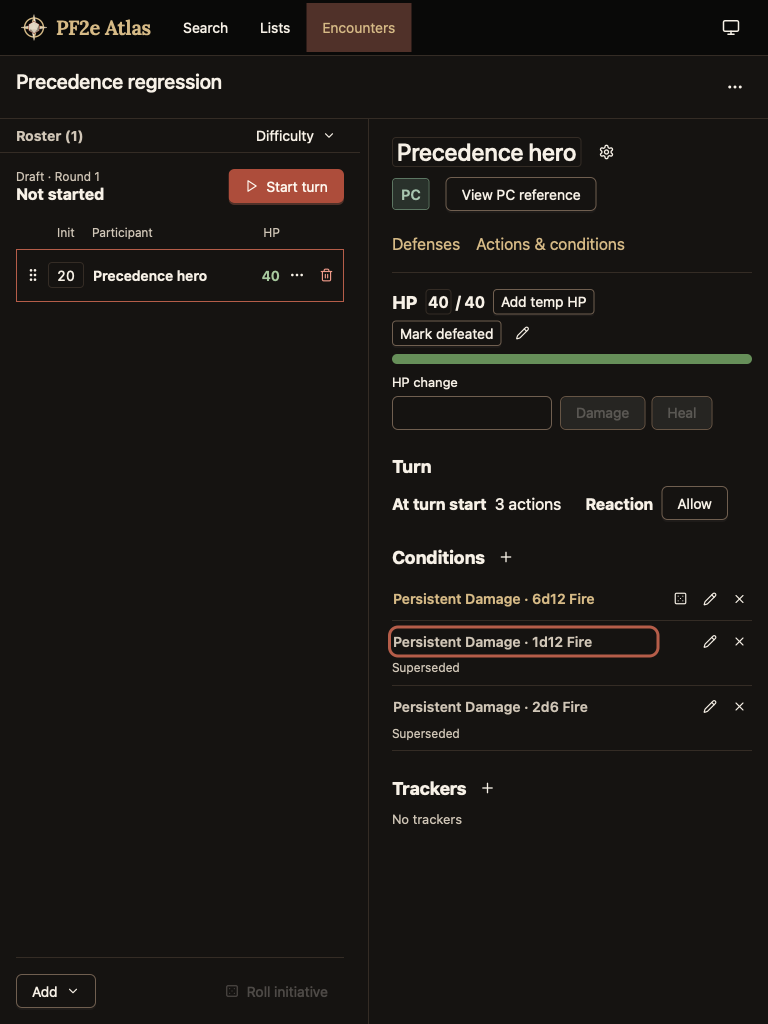 PF2e Atlas Search Lists Encounters
Precedence regression
Roster (1) Difficulty
Draft · Round 1
Not started
Start turn
Init Participant HP
20 Precedence hero 40
Add
Roll initiative
Precedence hero
PC View PC reference
Defenses Actions & conditions
HP 40 / 40 Add temp HP
Mark defeated
HP change
Damage Heal
Turn
At turn start 3 actions Reaction Allow
Conditions
Persistent Damage · 6d12 Fire
Persistent Damage · 1d12 Fire
Superseded
Persistent Damage · 2d6 Fire
Superseded
Trackers
No trackers